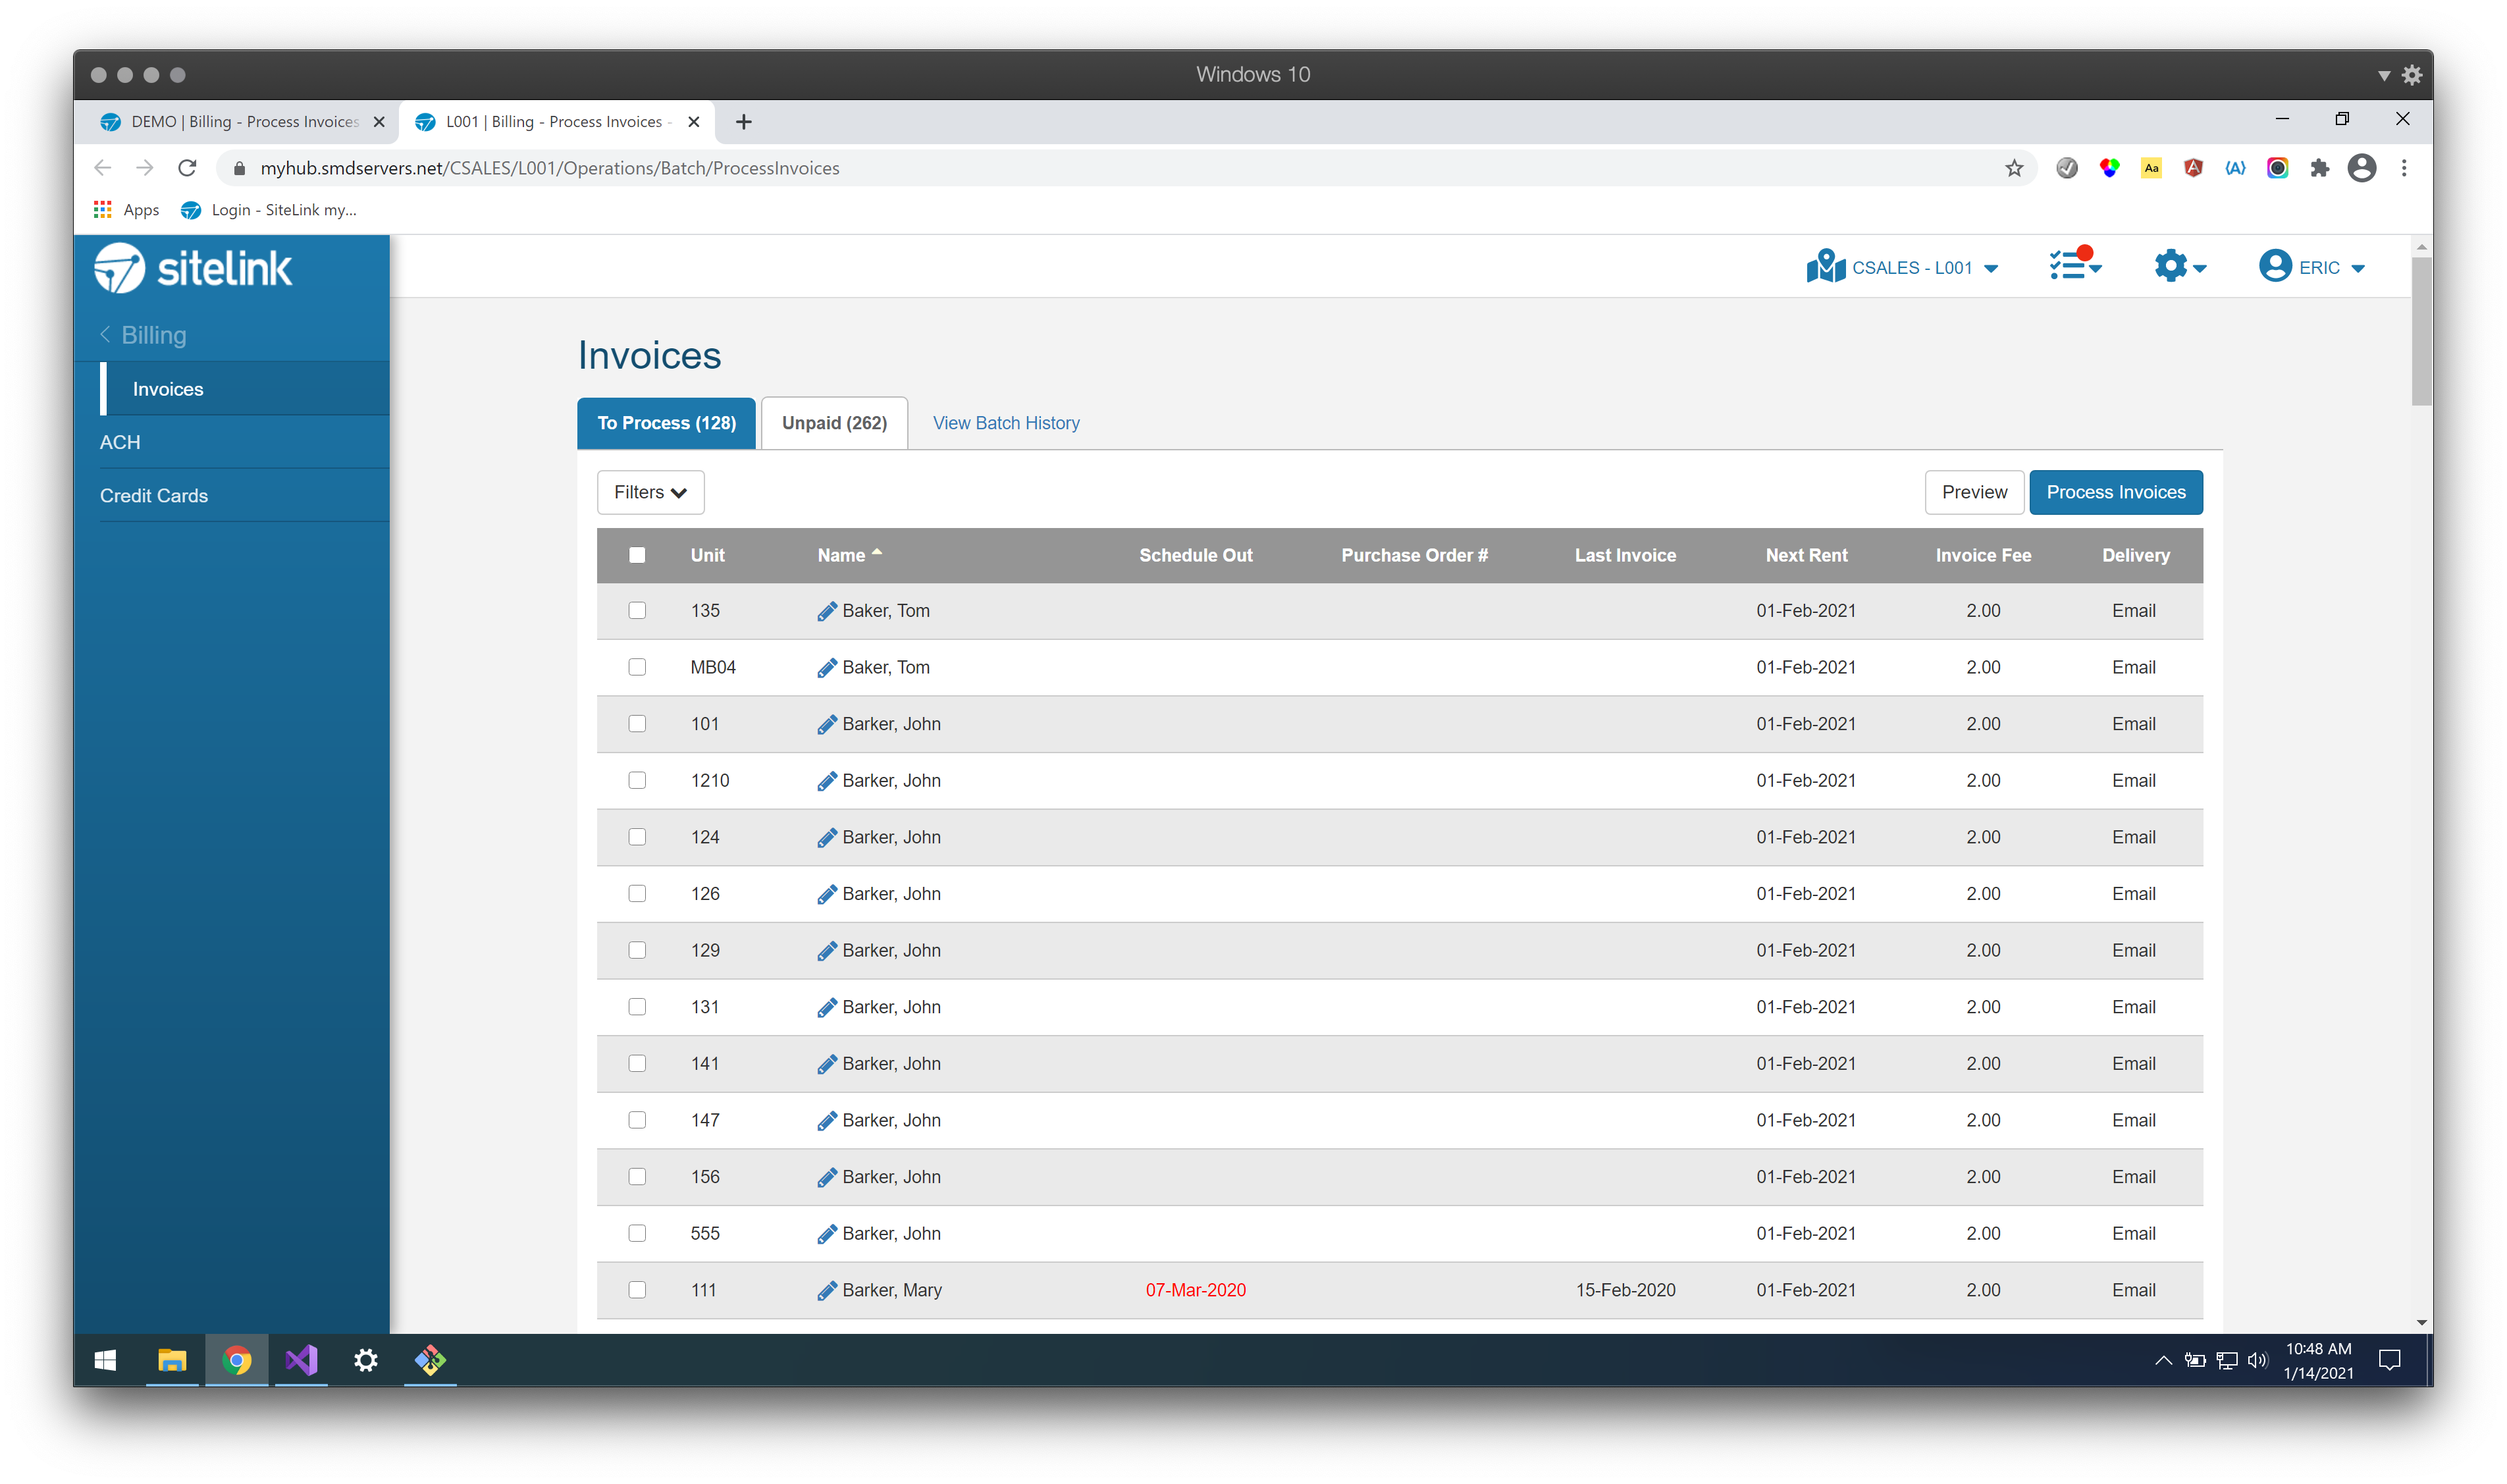 Windows 10
DEMO | Billing - Process Invoices
L001 | Billing - Process Invoices -
myhub.smdservers.net/CSALES/L001/Operations/Batch/ProcessInvoices
Aa
(A)
Apps
Login - SiteLink my...
sitelink
CSALES - L001
ERIC
Billing
Invoices
ACH
Credit Cards
Invoices
To Process (128)
Unpaid (262)
View Batch History
Filters
Preview
Process Invoices
Unit Name Schedule Out Purchase Order # Last Invoice Next Rent Invoice Fee Delivery
135 Baker, Tom 01-Feb-2021 2.00 Email
MB04 Baker, Tom 01-Feb-2021 2.00 Email
101 Barker, John 01-Feb-2021 2.00 Email
1210 Barker, John 01-Feb-2021 2.00 Email
124 Barker, John 01-Feb-2021 2.00 Email
126 Barker, John 01-Feb-2021 2.00 Email
129 Barker, John 01-Feb-2021 2.00 Email
131 Barker, John 01-Feb-2021 2.00 Email
141 Barker, John 01-Feb-2021 2.00 Email
147 Barker, John 01-Feb-2021 2.00 Email
156 Barker, John 01-Feb-2021 2.00 Email
555 Barker, John 01-Feb-2021 2.00 Email
111 Barker, Mary 07-Mar-2020 15-Feb-2020 01-Feb-2021 2.00 Email
10:48 AM
1/14/2021